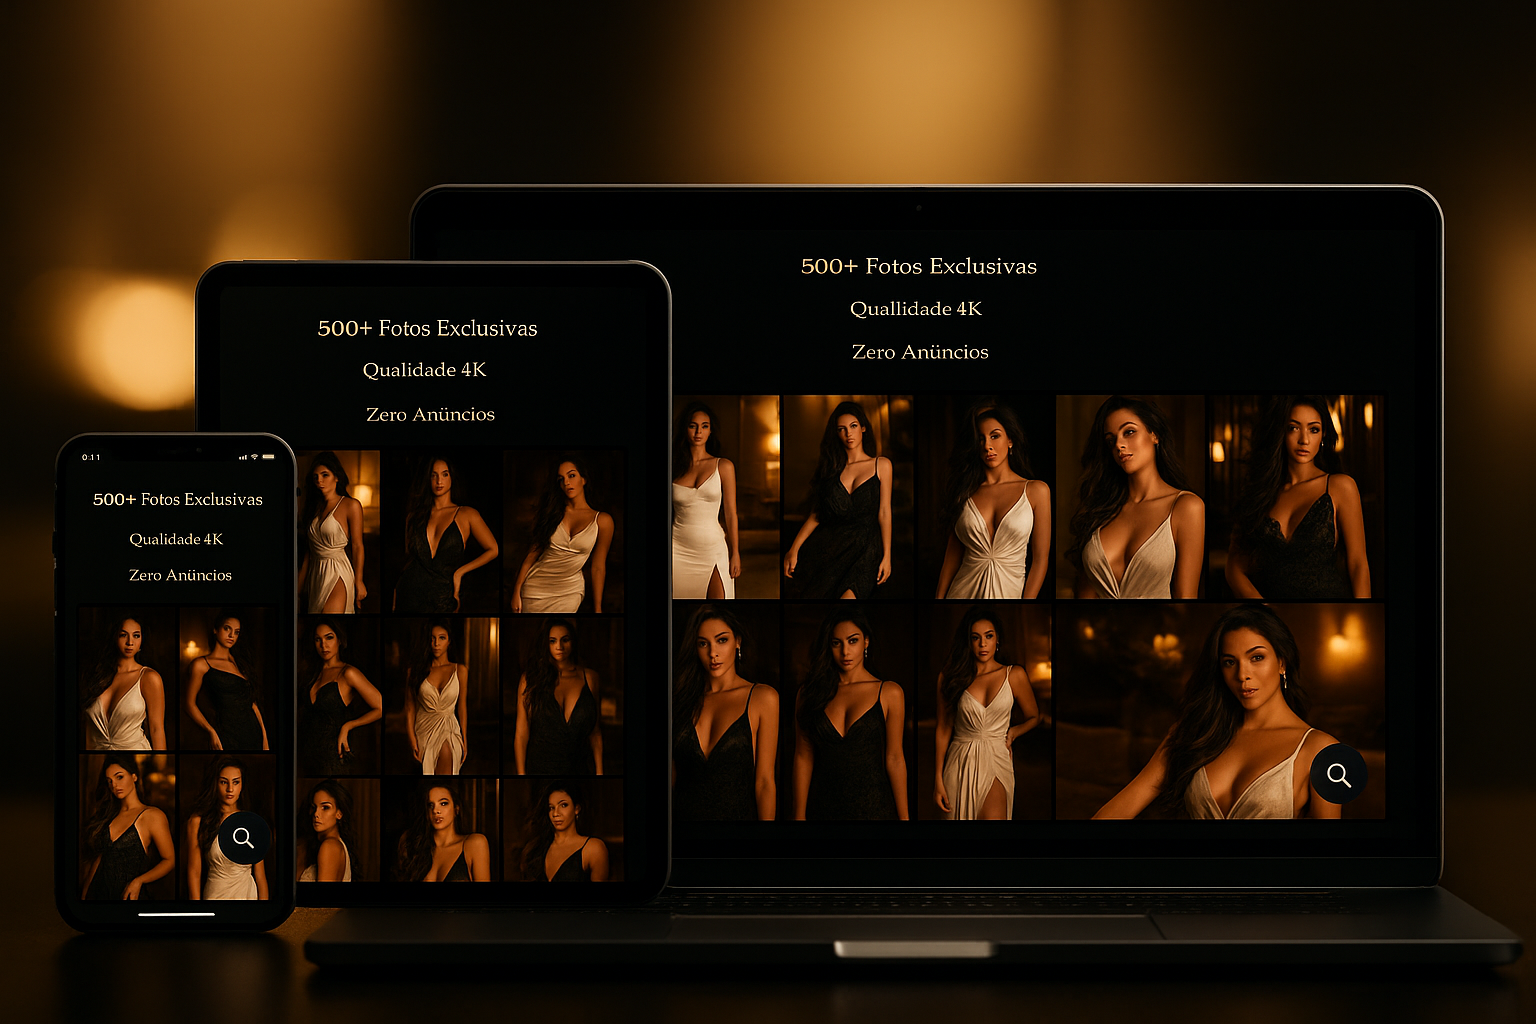 500+ Fotos Exclusivas
Quallidade 4K
Zero Anüncios
500+ Fotos Exclusivas
Qualidade 4K
Zero Anüncios
0:11
500+ Fotos Exclusivas
Qualidade 4K
Zero Anüncios